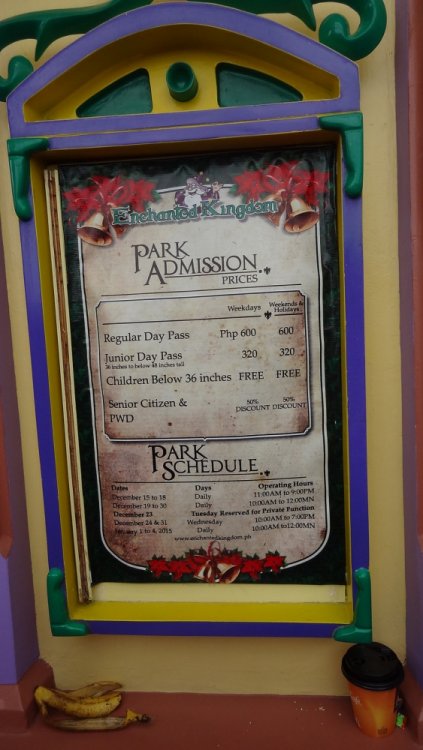 Enchanted Kingdom
PARK
ADMISSION
PRICES
Weekdays Weekends &
Holidays
Regular Day Pass Php 600 600
Junior Day Pass 320 320
36 inches to below 48 inches tall
Children Below 36 inches FREE FREE
Senior Citizen & 50% 50%
PWD DISCOUNT DISCOUNT
PARK
SCHEDULE
Dates Days Operating Hours
December 15 to 18 Daily 11:00AM to 9:00PM
December 19 to 30 Daily 10:00AM to 12:00MN
December 23 Tuesday Reserved for Private Function
December 24 & 31 Wednesday 10:00AM to 7:00PM
January 1 to 4, 2015 Daily 10:00AM to12:00MN
www.enchantedkingdom.ph